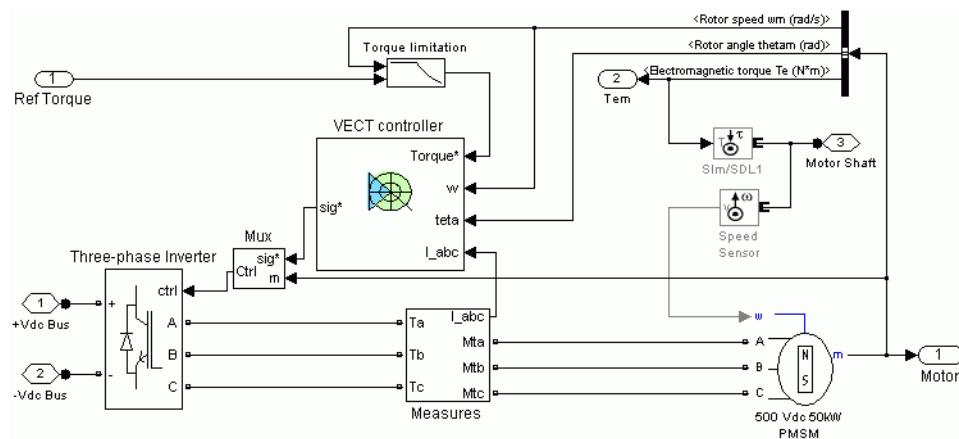 <Rotor speed wm (rad/s)
Torque limitation
<Rotor angle thetam (rad)
<Electromagnetic torque Te (N*m)
1
Ref Torque
2
Tem
VECT controller
Torque*
w
teta
I_abc
sig*
T τ
Slm/SDL1
3
Motor Shaft
v ω
Speed
Sensor
Mux
sig*
Ctrl
m
Three-phase Inverter
ctrl
1
+Vdc Bus
+
A
B
C
2
-Vdc Bus
-
I_abc
Ta
Tb
Tc
Mta
Mtb
Mtc
Measures
w
A
B
C
N
S
m
500 Vdc 50kW
PMSM
1
Motor